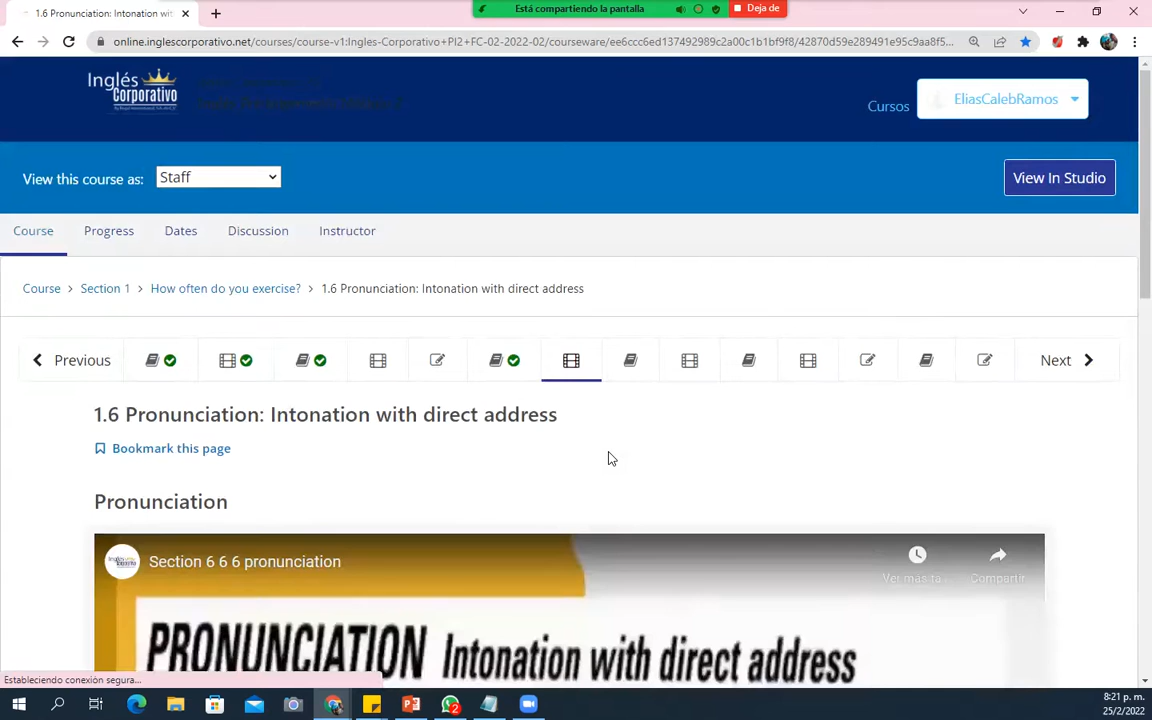 1.6 Pronunciation: Intonation with
Está compartiendo la pantalla
Deja de
online.inglescorporativo.net/courses/course-v1:Ingles-Corporativo+PI2+FC-02-2022-02/courseware/ee6ccc6ed137492989c2a00c1b1bf9f8/42870d59e289491e95c9aa8f5...
Inglés
Corporativo
Cursos
EliasCalebRamos
View this course as:
Staff
View In Studio
Course
Progress
Dates
Discussion
Instructor
Course > Section 1 > How often do you exercise? > 1.6 Pronunciation: Intonation with direct address
Previous
Next
1.6 Pronunciation: Intonation with direct address
Bookmark this page
Pronunciation
Section 6 6 6 pronunciation
Ver más ta...
Compartir
PRONUNCIATION Intonation with direct address
Estableciendo conexión segura...
8:21 p. m.
25/2/2022